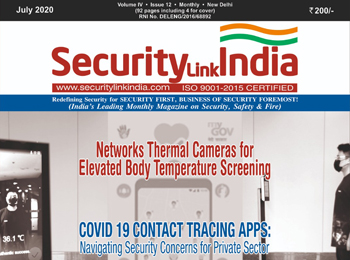 July 2020
Volume IV • Issue 12 • Monthly • New Delhi
(92 pages including 4 for cover)
RNI No. DELENG/2016/68892
₹200/-
SecurityLinkIndia
www.securitylinkindia.com ISO 9001-2015 CERTIFIED
Redefining Security for SECURITY FIRST, BUSINESS OF SECURITY FOREMOST!
(India's Leading Monthly Magazine on Security, Safety & Fire)
Networks Thermal Cameras for
Elevated Body Temperature Screening
my
GOV
36.1 °C
COVID 19 CONTACT TRACING APPS:
Navigating Security Concerns for Private Sector